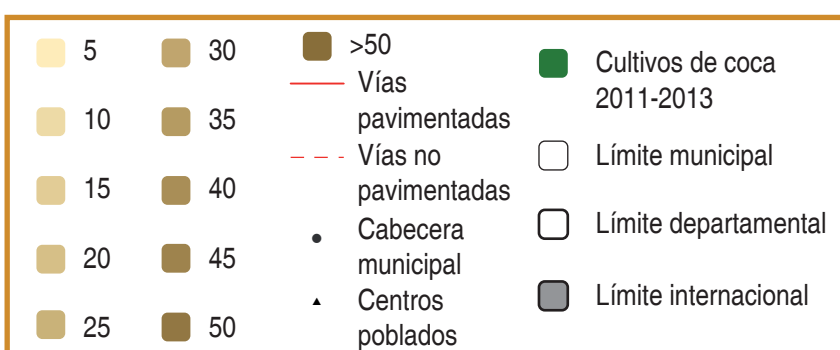 5
10
15
20
25
30
35
40
45
50
>50
Vías
pavimentadas
Vías no
pavimentadas
Cabecera
municipal
Centros
poblados
Cultivos de coca
2011-2013
Límite municipal
Límite departamental
Límite internacional